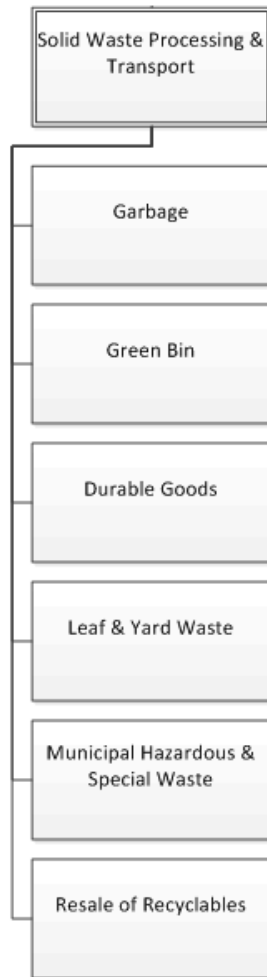 Solid Waste Processing &
Transport
Garbage
Green Bin
Durable Goods
Leaf & Yard Waste
Municipal Hazardous &
Special Waste
Resale of Recyclables